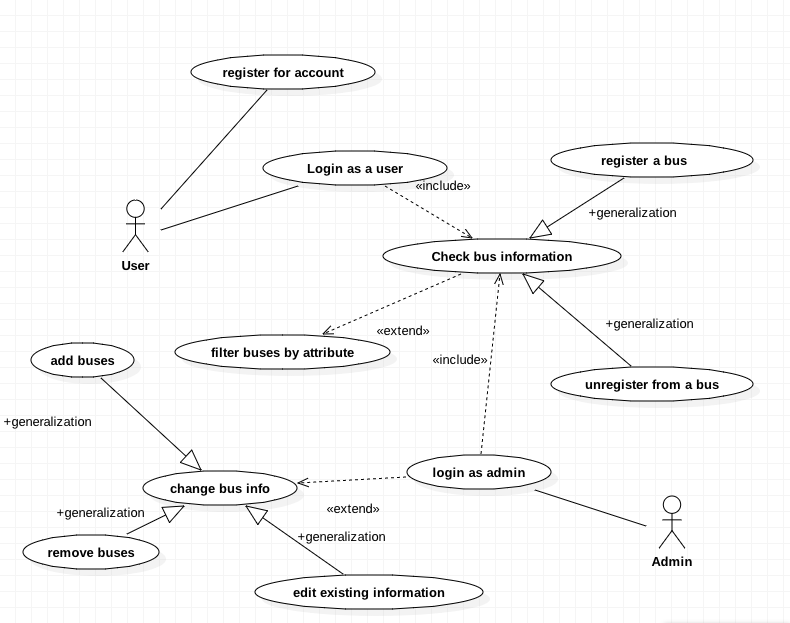 register for account
Login as a user
register a bus
«include»
+generalization
User
Check bus information
+generalization
«extend»
filter buses by attribute
add buses
«include»
unregister from a bus
+generalization
login as admin
change bus info
+generalization
«extend»
+generalization
remove buses
Admin
edit existing information